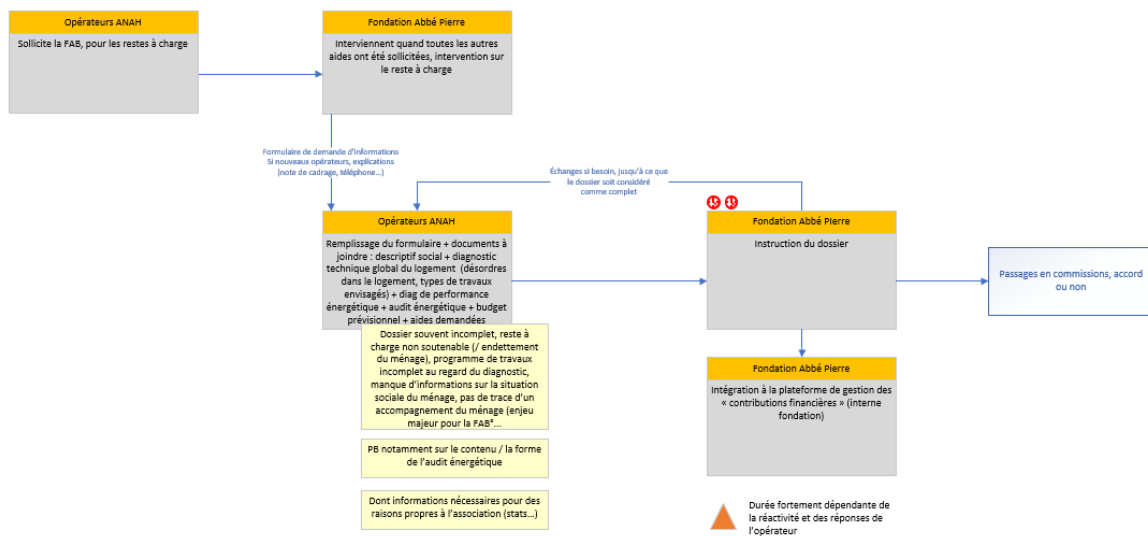 Opérateurs ANAH
Sollicite la FAB, pour les restes à charge
Fondation Abbé Pierre
Interviennent quand toutes les autres
aides ont été sollicitées, intervention sur
le reste à charge
Formulaire de demande d'informations
Si nouveaux opérateurs, explications
(note de cadrage, téléphone...)
Échanges si besoin, jusqu'à ce que
le dossier soit considéré
comme complet
Opérateurs ANAH
Remplissage du formulaire + documents à
joindre : descriptif social + diagnostic
technique global du logement (désordres
dans le logement, types de travaux
envisagés) + diag de performance
énergétique + audit énergétique + budget
prévisionnel + aides demandées
Dossier souvent incomplet, reste à
charge non soutenable (/ endettement
du ménage), programme de travaux
incomplet au regard du diagnostic,
manque d'informations sur la situation
sociale du ménage, pas de trace d'un
accompagnement du ménage (enjeu
majeur pour la FAB°...
PB notamment sur le contenu / la forme
de l'audit énergétique
Dont informations nécessaires pour des
raisons propres à l'association (stats...)
Fondation Abbé Pierre
Instruction du dossier
Passages en commissions, accord
ou non
Fondation Abbé Pierre
Intégration à la plateforme de gestion des
« contributions financières » (interne
fondation)
Durée fortement dépendante de
la réactivité et des réponses de
l'opérateur